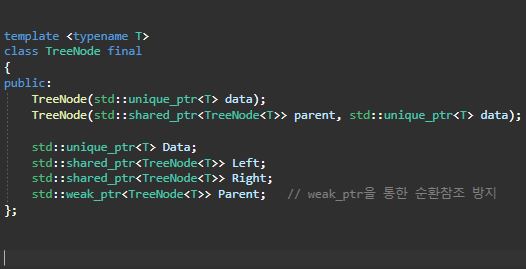 template <typename T>
class TreeNode final
{
public:
    TreeNode(std::unique_ptr<T> data);
    TreeNode(std::shared_ptr<TreeNode<T>> parent, std::unique_ptr<T> data);

    std::unique_ptr<T> Data;
    std::shared_ptr<TreeNode<T>> Left;
    std::shared_ptr<TreeNode<T>> Right;
    std::weak_ptr<TreeNode<T>> Parent;   // weak_ptr을 통한 순환참조 방지
};